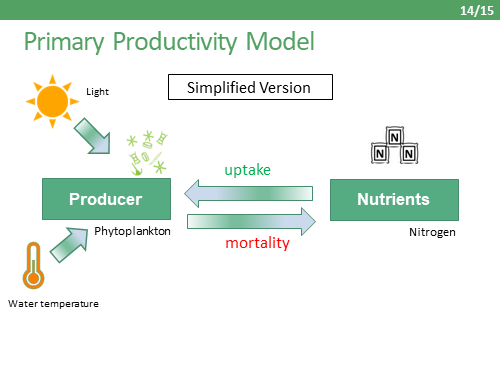 14/15
Primary Productivity Model
Light
Simplified Version
N
N N
uptake
Producer
Nutrients
Phytoplankton
Nitrogen
mortality
Water temperature